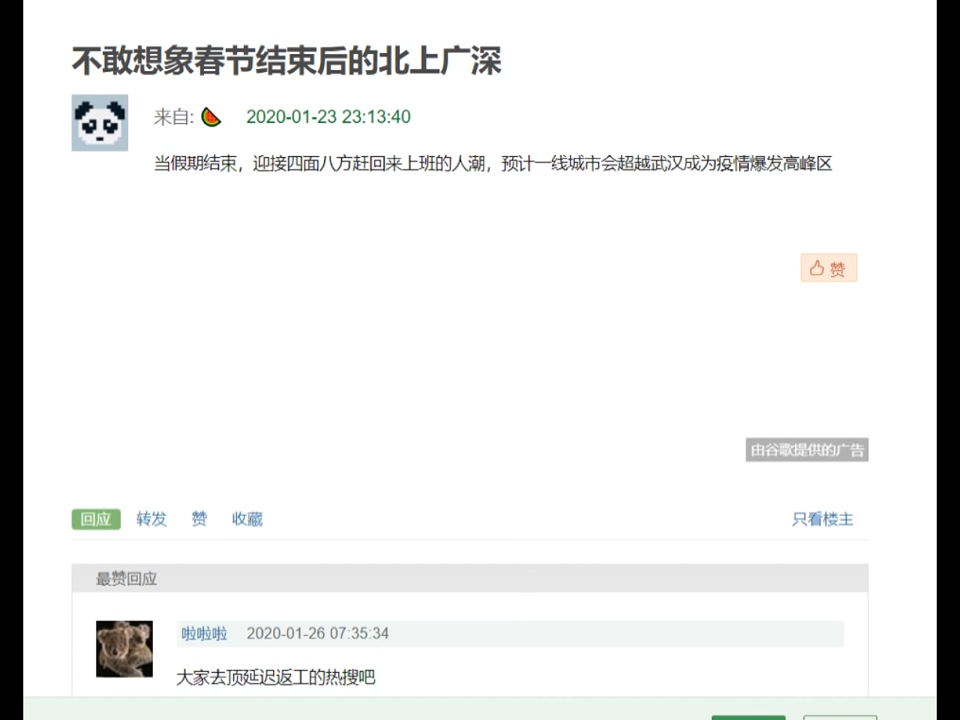 不敢想象春节结束后的北上广深
来自: 2020-01-23 23:13:40
当假期结束，迎接四面八方赶回来上班的人潮，预计一线城市会超越武汉成为疫情爆发高峰区
赞
由谷歌提供的广告
回应 转发 赞 收藏 只看楼主
最赞回应
啦啦啦 2020-01-26 07:35:34
大家去顶延迟返工的热搜吧